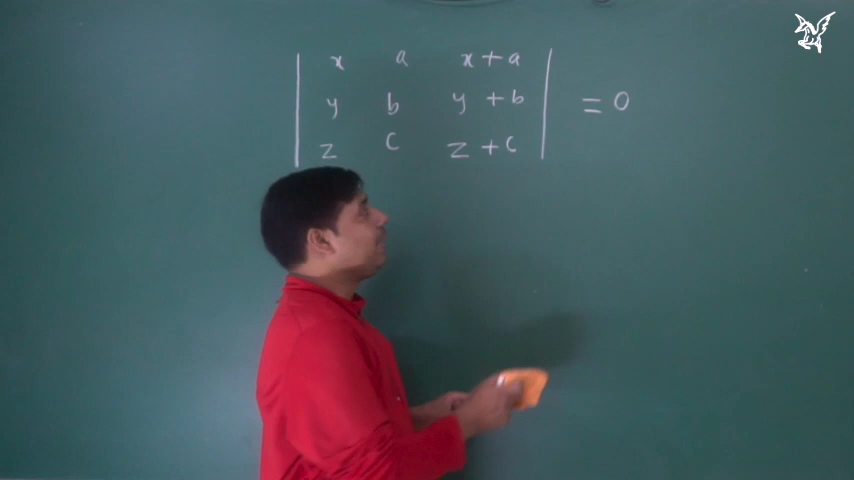 | x a x + a |
| y b y + b | = 0
| z c z + c |